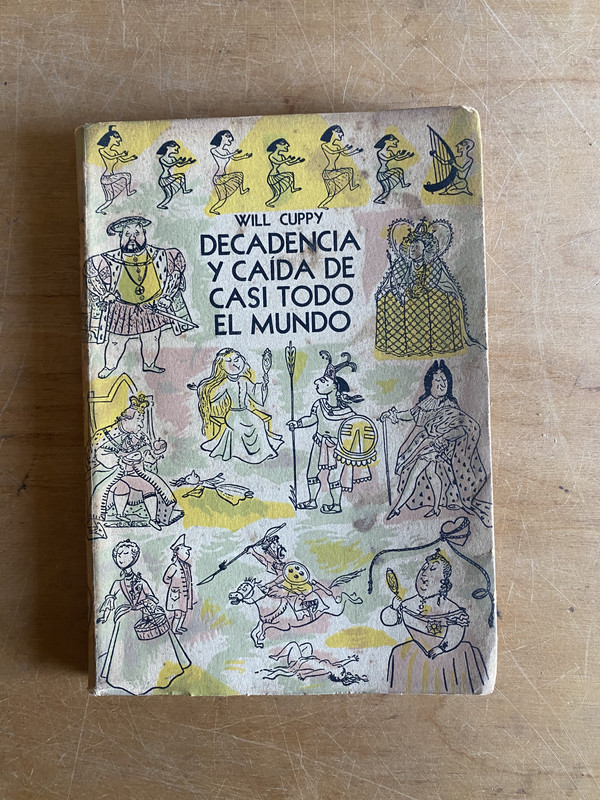 WILL CUPPY
DECADENCIA
Y CAÍDA DE
CASI TODO
EL MUNDO